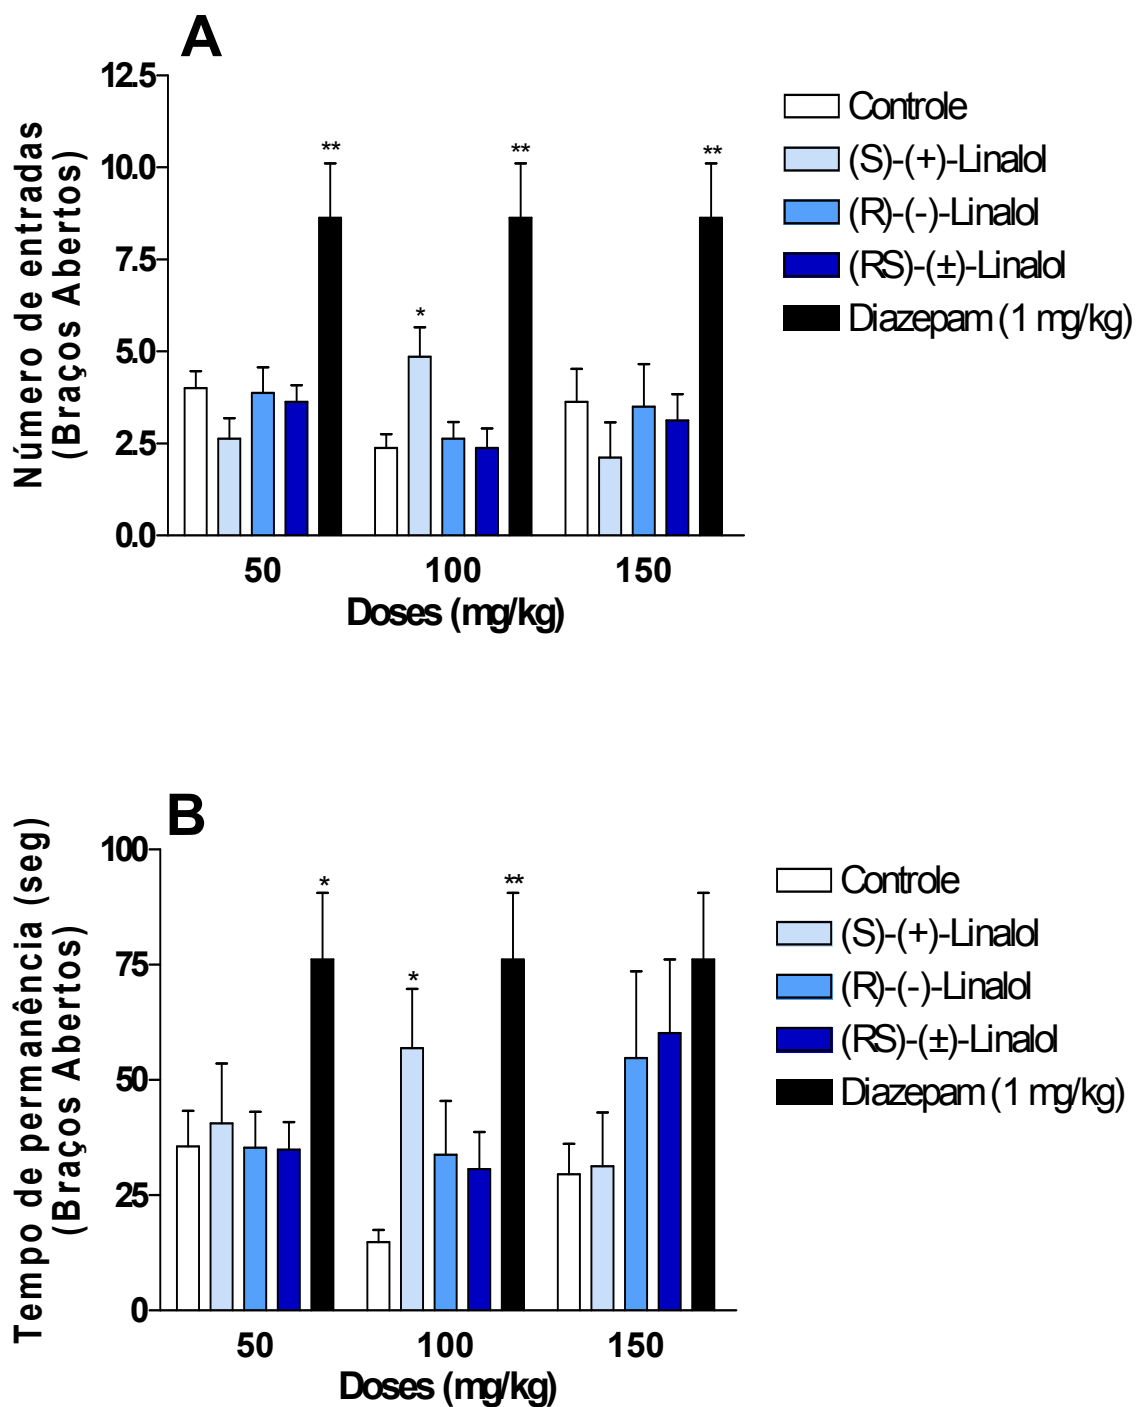 A
Número de entradas
(Braços Abertos)
12.5
10.0
7.5
5.0
2.5
0.0
**
*
**
**
50
100
150
Doses (mg/kg)
Controle
(S)-(+)-Linalol
(R)-(-)-Linalol
(RS)-(±)-Linalol
Diazepam (1 mg/kg)
B
Tempo de permanência (seg)
(Braços Abertos)
100
75
50
25
0
*
*
**
50
100
150
Doses (mg/kg)
Controle
(S)-(+)-Linalol
(R)-(-)-Linalol
(RS)-(±)-Linalol
Diazepam (1 mg/kg)